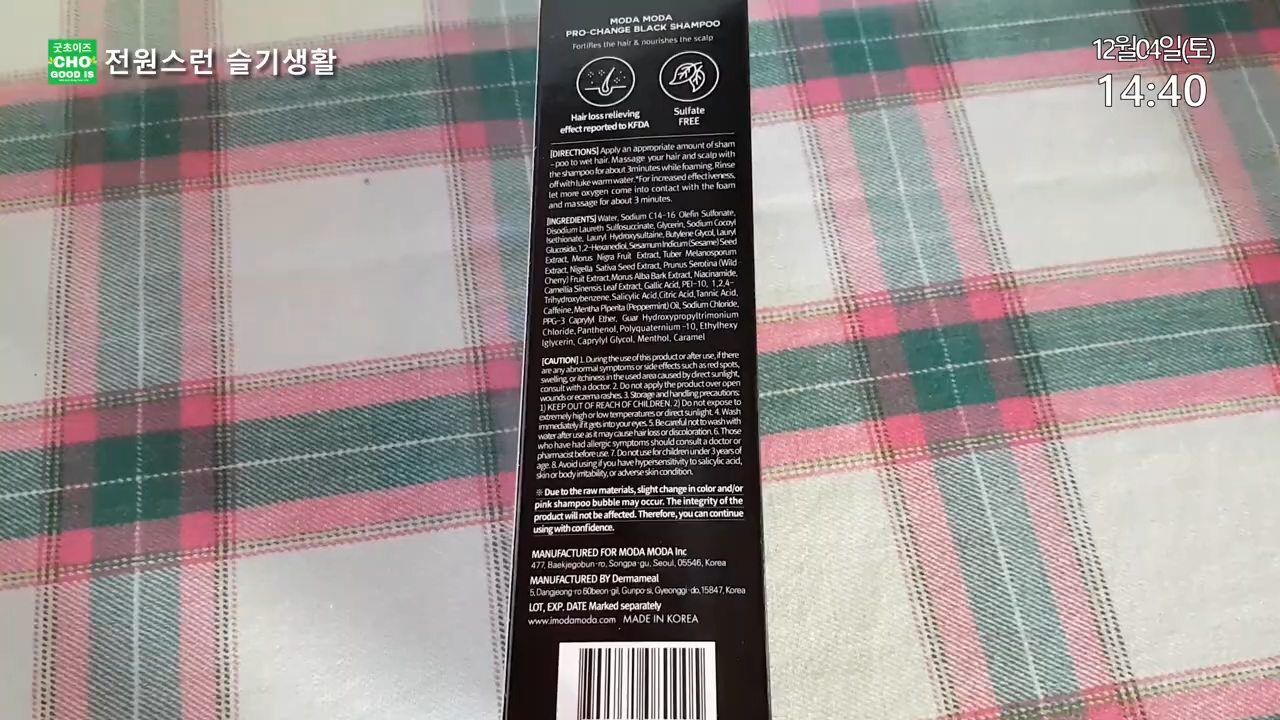 굿초이즈
CHO
GOOD IS
전원스런 슬기생활
12월04일(토)
14:40
MODA MODA
PRO-CHANGE BLACK SHAMPOO
Fortifies the hair & nourishes the scalp
Hair loss relieving
effect reported to KFDA
Sulfate
FREE
[DIRECTIONS] Apply an appropriate amount of sham
-poo to wet hair. Massage your hair and scalp with
the shampoo for about 3minutes while foaming. Rinse
off with luke warm water. *For increased effectiveness,
let more oxygen come into contact with the foam
and massage for about 3 minutes.
[INGREDIENTS] Water, Sodium C14-16 Olefin Sulfonate,
Disodium Laureth Sulfosuccinate, Glycerin, Sodium Cocoyl
Isethionate, Lauryl Hydroxysultaine, Butylene Glycol, Lauryl
Glucoside, 1,2-Hexanediol, Sesamum Indicum (Sesame) Seed
Extract, Morus Nigra Fruit Extract, Tuber Melanosporum
Extract, Nigella Sativa Seed Extract, Prunus Serotina (Wild
Cherry) Fruit Extract, Morus Alba Bark Extract, Niacinamide,
Camellia Sinensis Leaf Extract, Gallic Acid, PEI-10, 1,2,4-
Trihydroxybenzene, Salicylic Acid, Citric Acid, Tannic Acid,
Caffeine, Mentha Piperita (Peppermint) Oil, Sodium Chloride,
PPG-3 Caprylyl Ether, Guar Hydroxypropyltrimonium
Chloride, Panthenol, Polyquaternium-10, Ethylhexy
lglycerin, Caprylyl Glycol, Menthol, Caramel
[CAUTION] 1. During the use of this product or after use, if there
are any abnormal symptoms or side effects such as red spots,
swelling, or itchiness in the used area caused by direct sunlight,
consult with a doctor. 2. Do not apply the product over open
wounds or eczema rashes. 3. Storage and handling precautions:
1) KEEP OUT OF REACH OF CHILDREN. 2) Do not expose to
extremely high or low temperatures or direct sunlight. 4. Wash
immediately if it gets into your eyes. 5. Be careful not to wash with
water after use as it may cause hair loss or discoloration. 6. Those
who have had allergic symptoms should consult a doctor or
pharmacist before use. 7. Do not use for children under 3 years of
age. 8. Avoid using if you have hypersensitivity to salicylic acid,
skin or body irritability, or adverse skin condition.
※ Due to the raw materials, slight change in color and/or
pink shampoo bubble may occur. The integrity of the
product will not be affected. Therefore, you can continue
using with confidence.
MANUFACTURED FOR MODA MODA Inc
477, Baekjegobun-ro, Songpa-gu, Seoul, 05546, Korea
MANUFACTURED BY Dermameal
5, Dangjeong-ro 60beon-gil, Gunpo-si, Gyeonggi-do, 15847, Korea
LOT, EXP. DATE Marked separately
www.imodamoda.com MADE IN KOREA